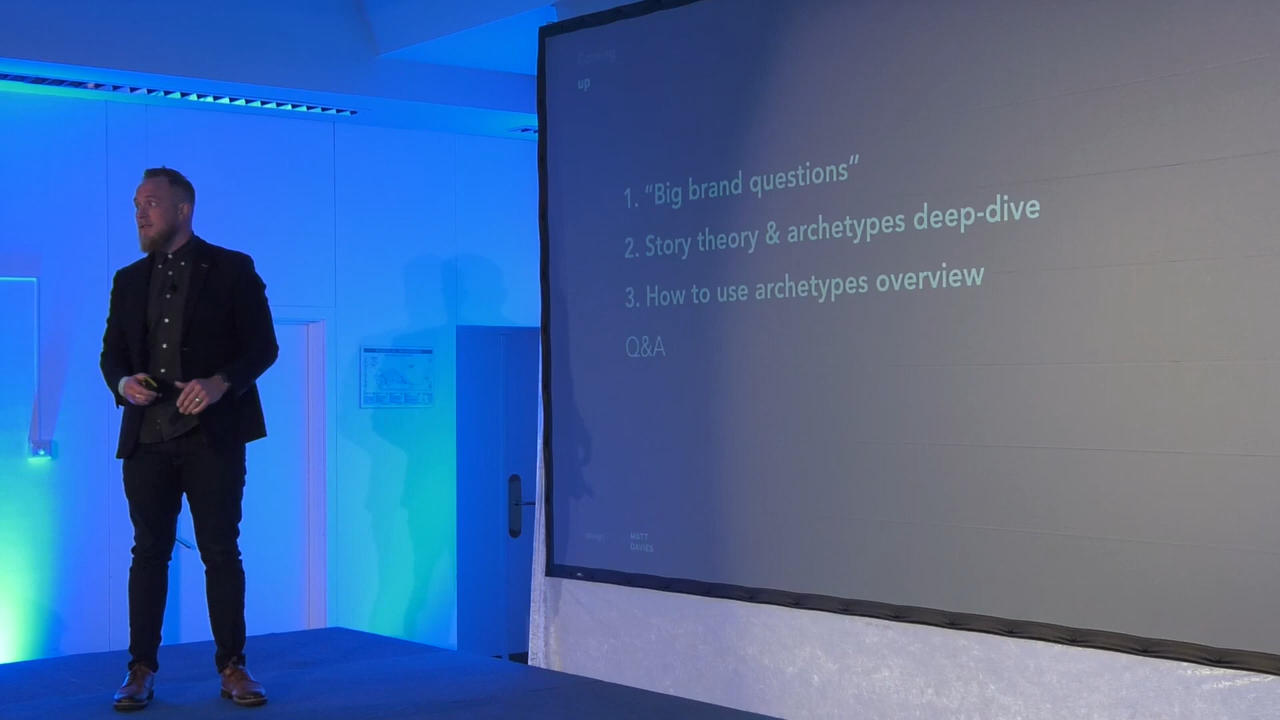 Coming
up
1. “Big brand questions”
2. Story theory & archetypes deep-dive
3. How to use archetypes overview
Q&A
MATT
DAVIES